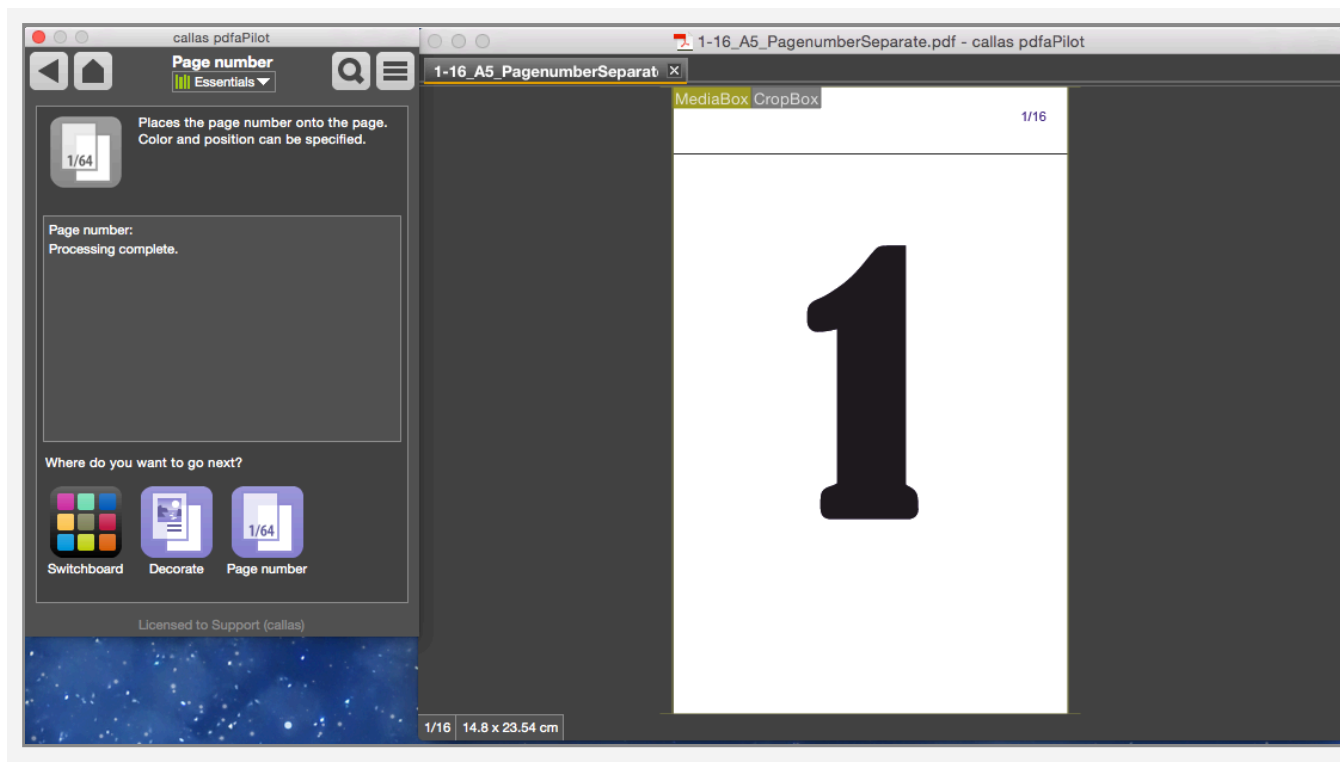 callas pdfaPilot
Page number
Essentials
1/64
Places the page number onto the page.
Color and position can be specified.
Page number:
Processing complete.
Where do you want to go next?
1/64
Switchboard
Decorate
Page number
Licensed to Support (callas)
1-16_A5_PagenumberSeparate.pdf - callas pdfaPilot
1-16_A5_PagenumberSeparat
MediaBox CropBox
1/16
1
1/16 14.8 x 23.54 cm